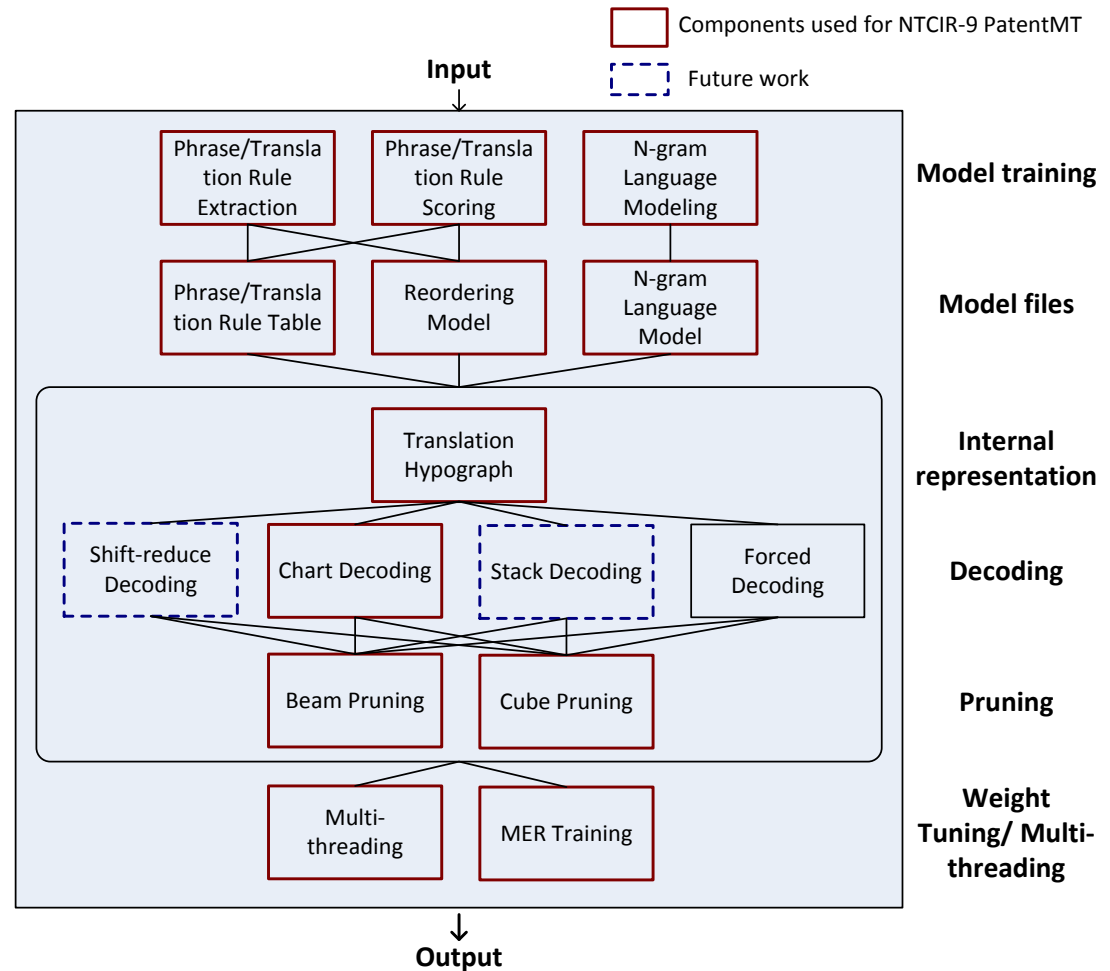 Components used for NTCIR-9 PatentMT
Future work
Input
Phrase/Transla
tion Rule
Extraction
Phrase/Transla
tion Rule
Scoring
N-gram
Language
Modeling
Model training
Phrase/Transla
tion Rule Table
Reordering
Model
N-gram
Language
Model
Model files
Translation
Hypograph
Internal
representation
Shift-reduce
Decoding
Chart Decoding
Stack Decoding
Forced
Decoding
Decoding
Beam Pruning
Cube Pruning
Pruning
Multi-
threading
MER Training
Weight
Tuning/ Multi-
threading
Output